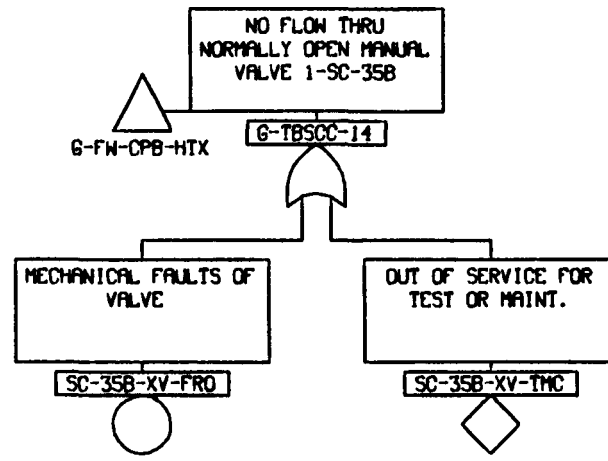 NO FLOW THRU
NORMALLY OPEN MANUAL
VALVE 1-SC-35B
G-FW-CPB-HTX
G-TBSCC-14
MECHANICAL FAULTS OF
VALVE
OUT OF SERVICE FOR
TEST OR MAINT.
SC-35B-XV-FRO
SC-35B-XV-TMC